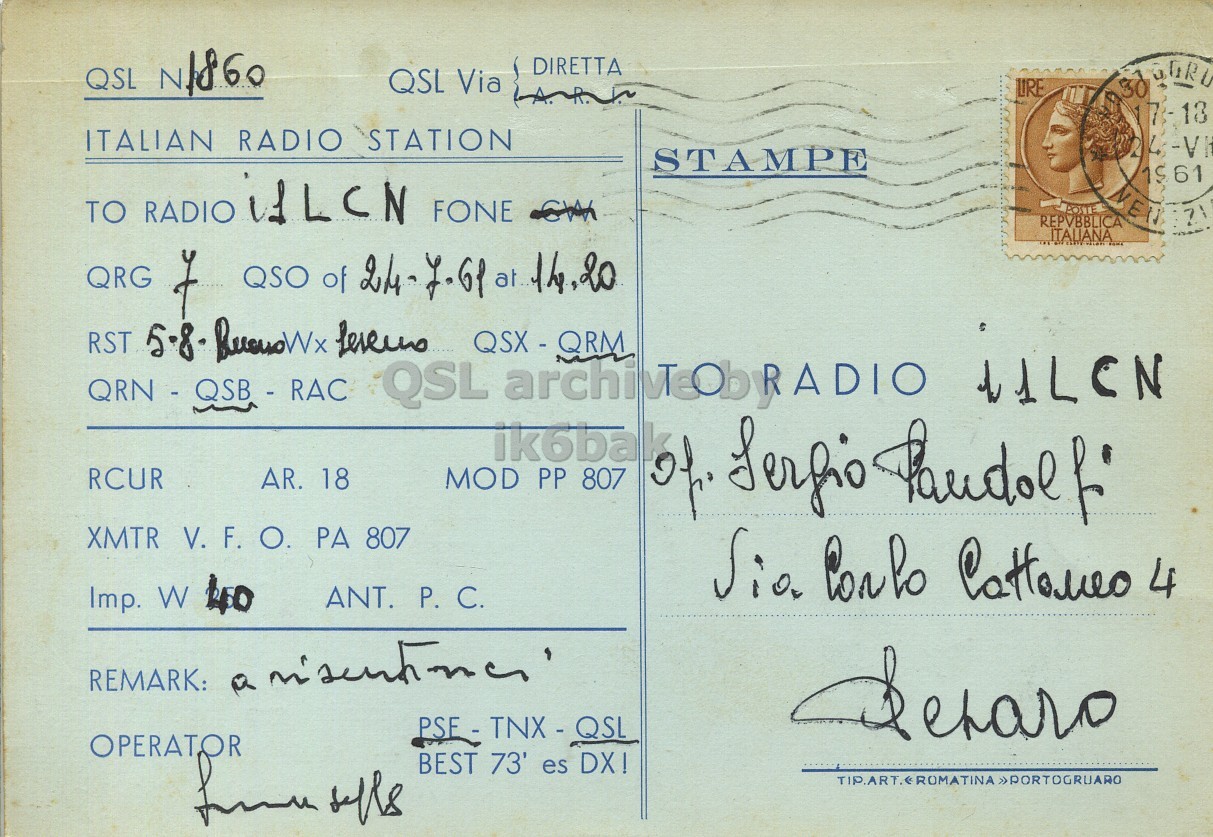 QSL N. 1860
QSL Via { DIRETTA
A. R. I.
ITALIAN RADIO STATION
TO RADIO i1LCN FONE CW
QRG 7 QSO of 24-7-61 at 14.20
RST 5-8- Buono Wx Sereno QSX - QRM
QRN - QSB - RAC
RCUR AR. 18 MOD PP 807
XMTR V. F. O. PA 807
Imp. W 40 ANT. P. C.
REMARK: a risentirci
OPERATOR
PSE - TNX - QSL
BEST 73' es DX!
STAMPE
LIRE 30
POSTE
REPVBBLICA
ITALIANA
17-18
24-VII
1961
TO RADIO i1LCN
op. Sergio Pandolfi
Via Carlo Cattaneo 4
Pesaro
TIP. ART. «ROMATINA» PORTOGRUARO
QSL archive by
ik6bak